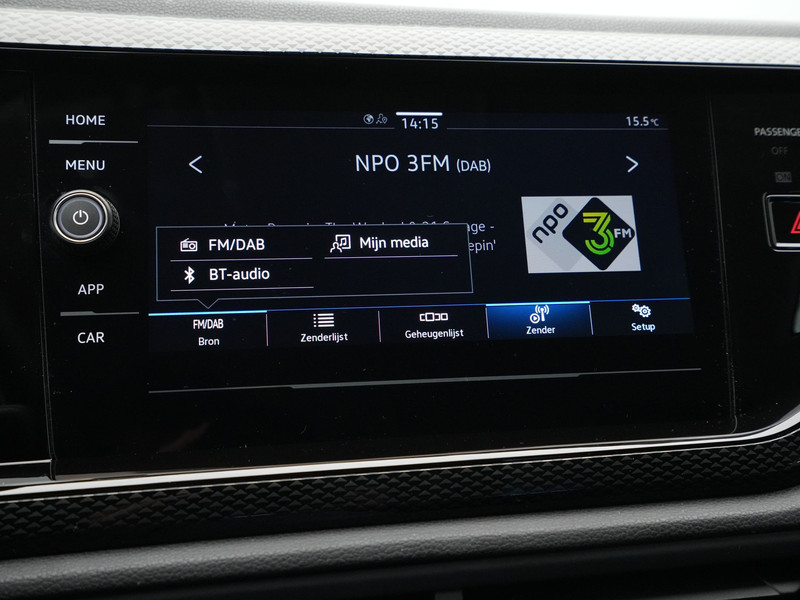 HOME
14:15
15.5°C
PASSENGE
OFF
ON
MENU
NPO 3FM (DAB)
npo 3FM
FM/DAB
Mijn media
BT-audio
APP
CAR
FM/DAB
Bron
Zenderlijst
Geheugenlijst
Zender
Setup